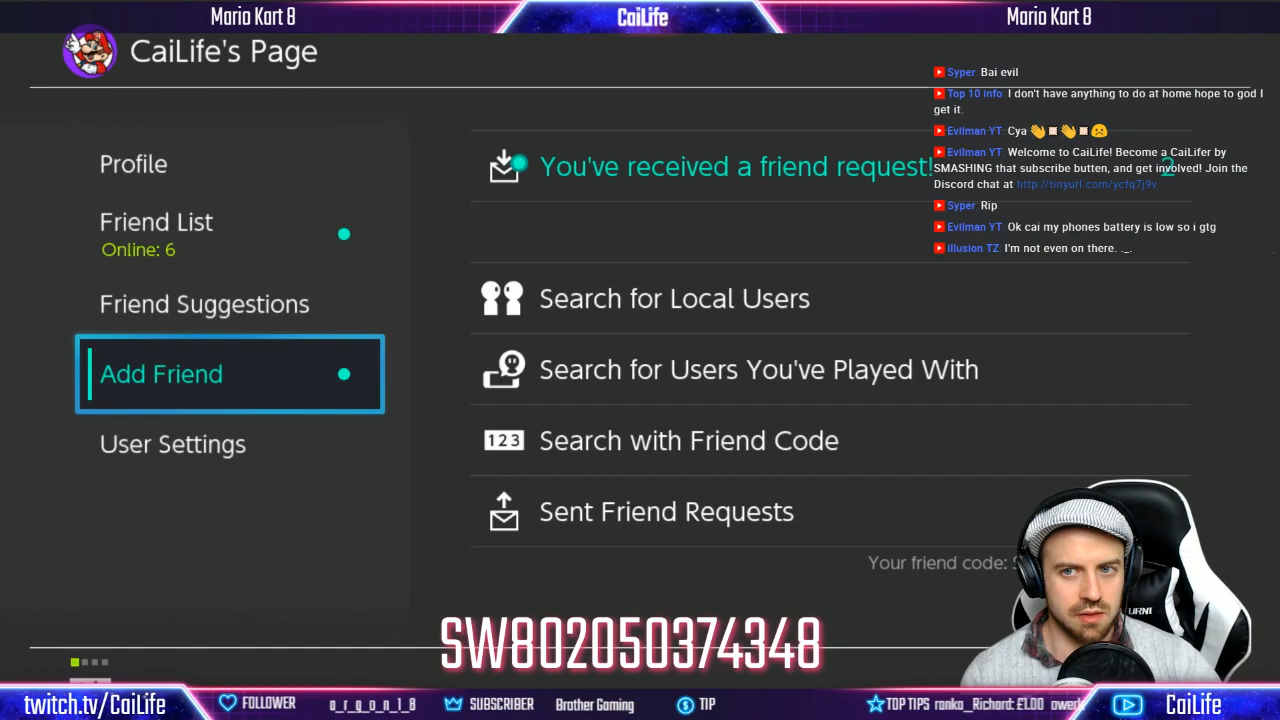 Mario Kart 8
CaiLife
Mario Kart 8
CaiLife's Page
Profile
Friend List
Online: 6
Friend Suggestions
Add Friend
User Settings
You've received a friend request!
2
Search for Local Users
Search for Users You've Played With
123
Search with Friend Code
Sent Friend Requests
Your friend code:
Syper: Bai evil
Top 10 info: I don't have anything to do at home hope to god I
get it.
Evilman YT: Cya 👋 👋 ☹️
Evilman YT: Welcome to CaiLife! Become a CaiLifer by
SMASHING that subscribe butten, and get involved! Join the
Discord chat at http://tinyurl.com/ycfq7j9v
Syper: Rip
Evilman YT: Ok cai my phones battery is low so i gtg
illusion TZ: I'm not even on there. ._.
SW802050374348
twitch.tv/CaiLife
FOLLOWER
a_r_g_o_n_1_8
SUBSCRIBER
Brother Gaming
TIP
TOP TIPS ranka_Richard: £1.00
CaiLife